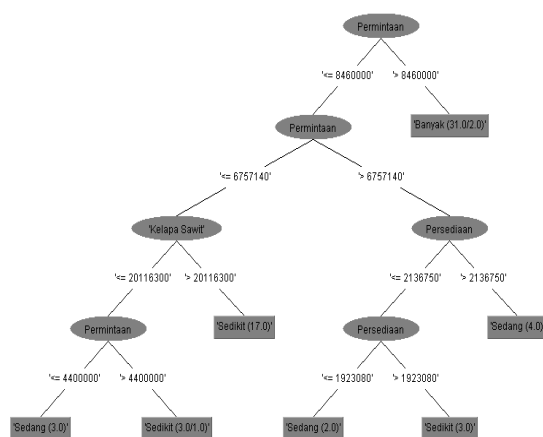 Permintaan
'<= 8460000' '> 8460000'
Permintaan 'Banyak (31.0/2.0)'
'<= 6757140' '> 6757140'
'Kelapa Sawit' Persediaan
'<= 20116300' '> 20116300' '<= 2136750' '> 2136750'
Permintaan 'Sedikit (17.0)' Persediaan 'Sedang (4.0)'
'<= 4400000' '> 4400000' '<= 1923080' '> 1923080'
'Sedang (3.0)' 'Sedikit (3.0/1.0)' 'Sedang (2.0)' 'Sedikit (3.0)'